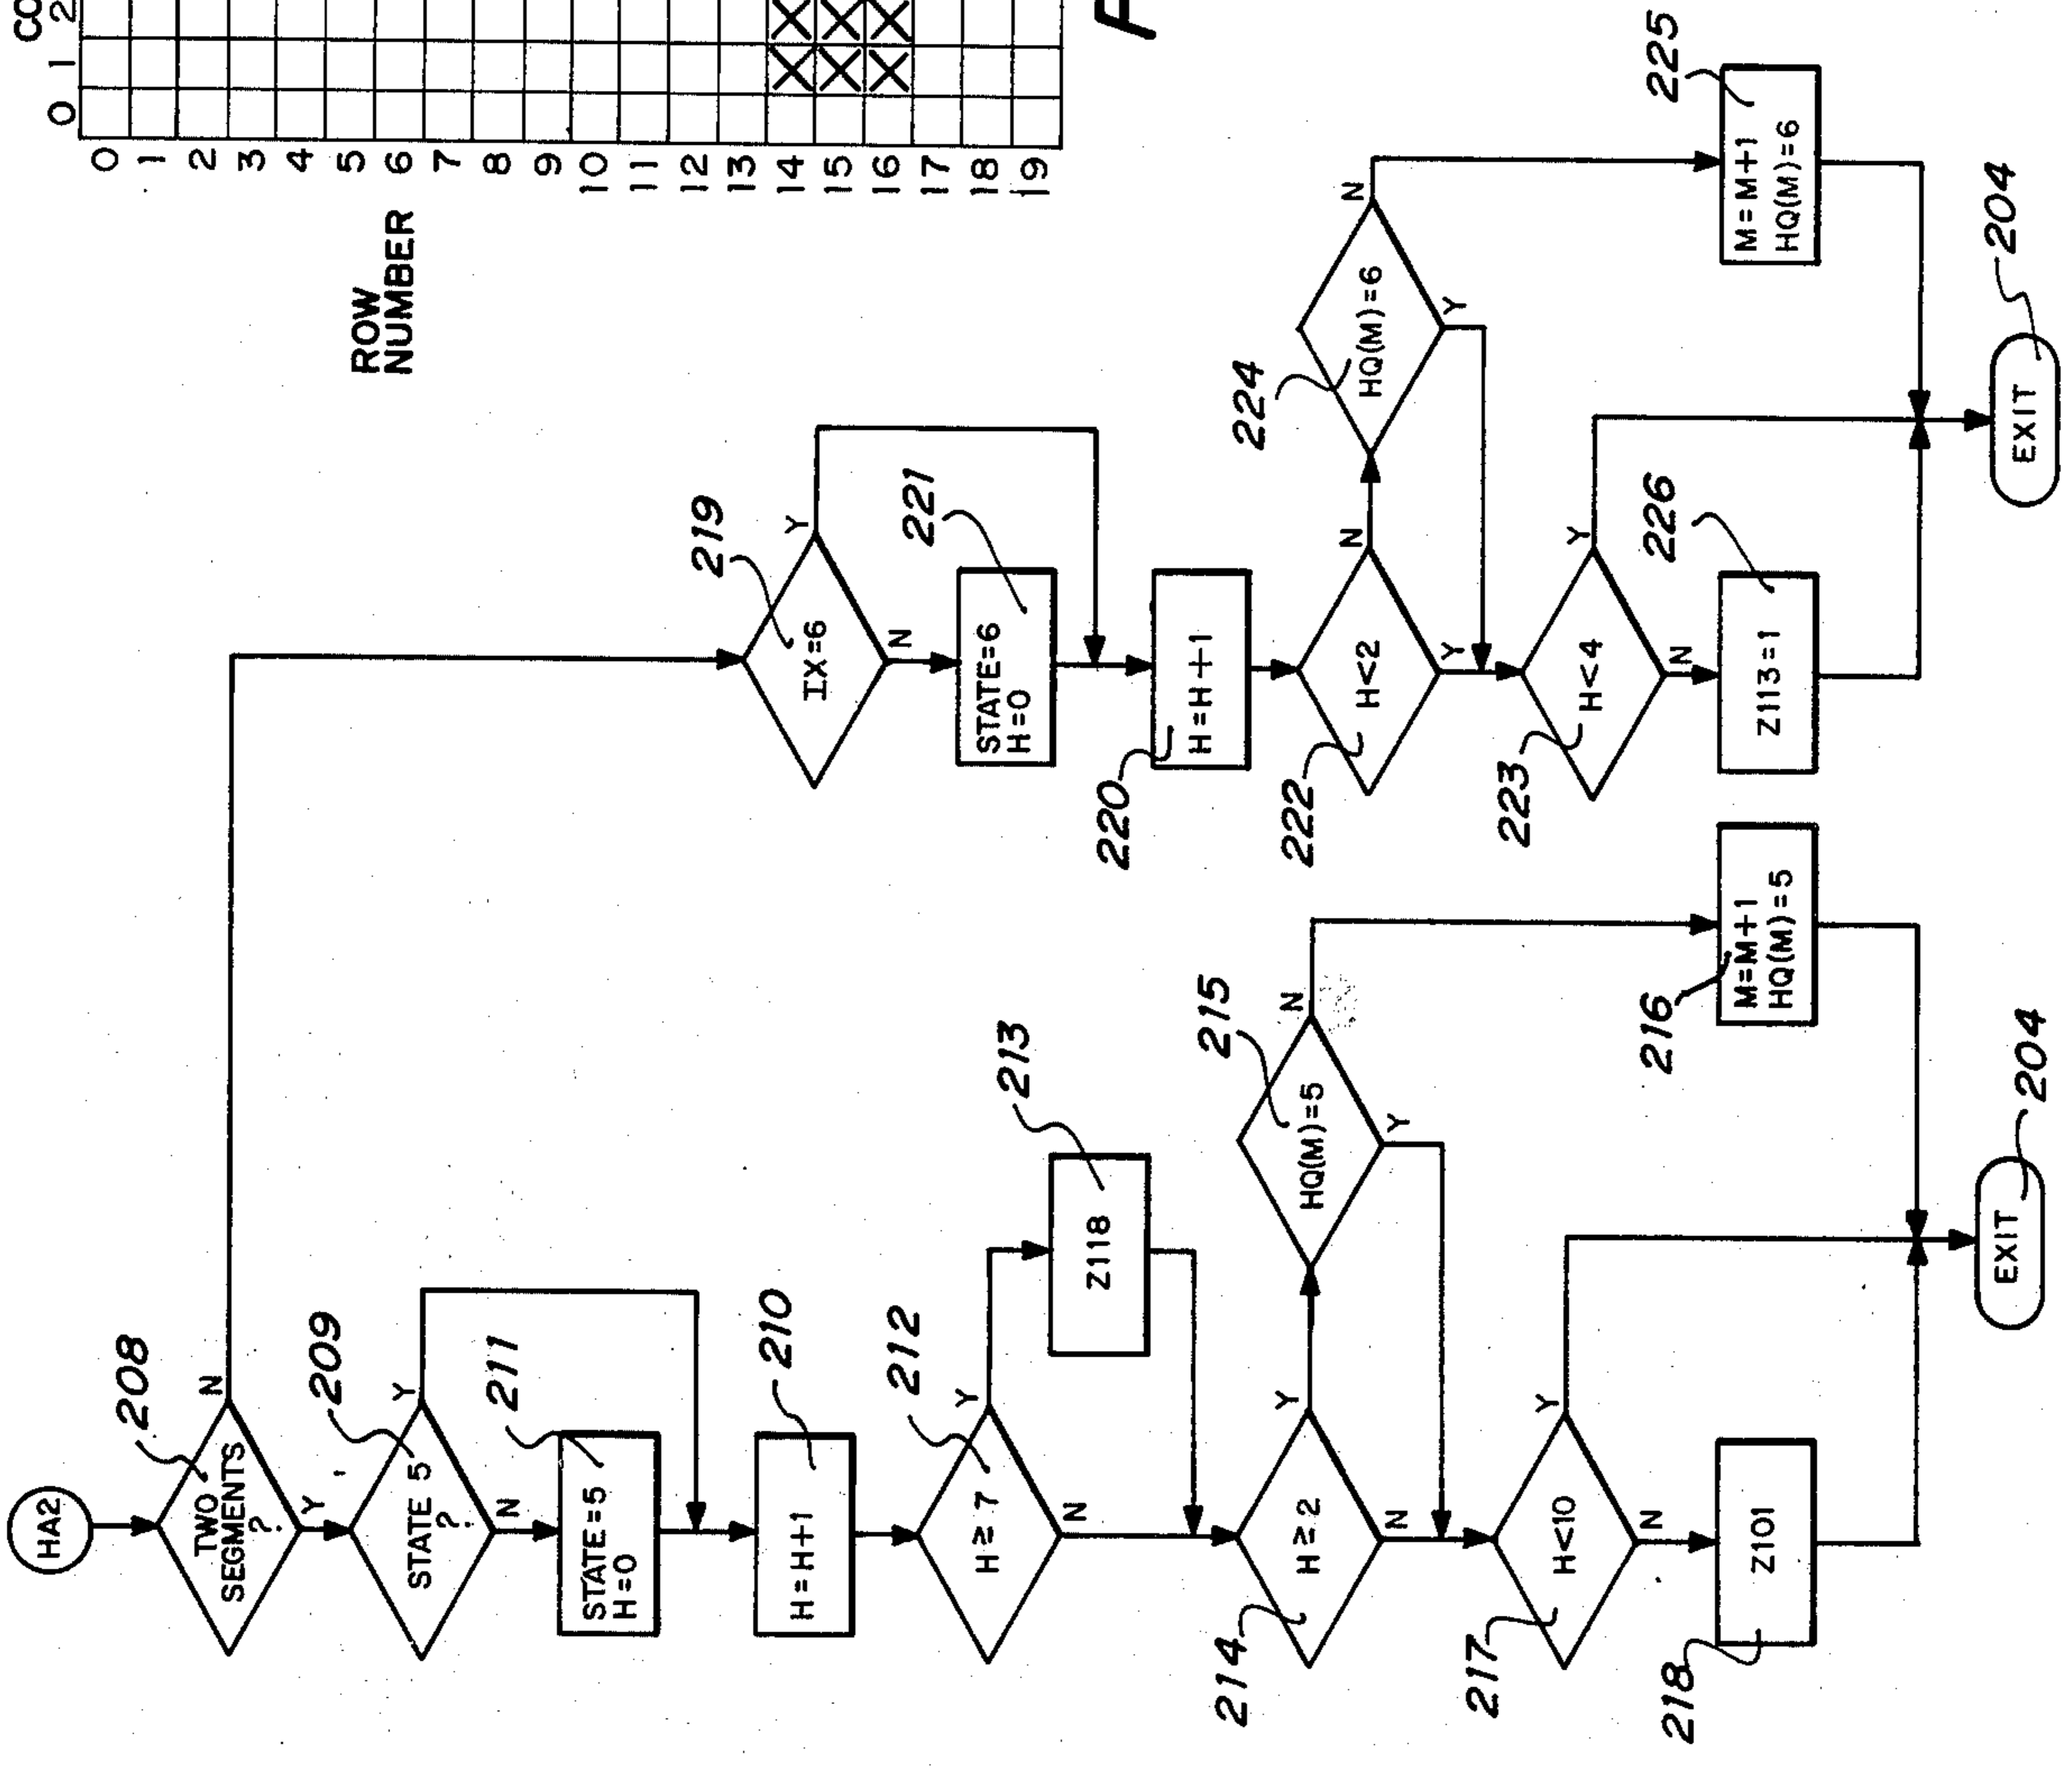 HA2
TWO
SEGMENTS
?
208
N
Y
STATE 5
?
209
Y
N
STATE=5
H=0
211
H=H+1
210
H≥7
212
Y
N
Z118
213
H≥2
214
Y
N
HQ(M)=5
215
N
Y
M=M+1
HQ(M)=5
216
H<10
217
Y
N
Z101
218
EXIT
204
IX=6
219
Y
N
STATE=6
H=0
221
H=H+1
220
H<2
222
N
Y
HQ(M)=6
224
N
Y
M=M+1
HQ(M)=6
225
H<4
223
Y
N
Z113=1
226
EXIT
204
CO
0 1 2
ROW
NUMBER
0
1
2
3
4
5
6
7
8
9
10
11
12
13
14 X X
15 X X
16 X X
17
18
19